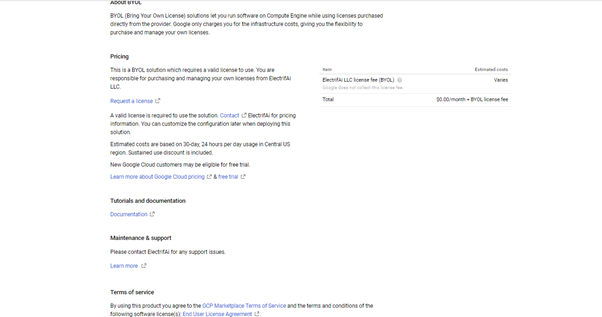 About BYOL
BYOL (Bring Your Own License) solutions let you run software on Compute Engine while using licenses purchased
directly from the provider. Google only charges you for the infrastructure costs, giving you the flexibility to
purchase and manage your own licenses.
Pricing
This is a BYOL solution which requires a valid license to use. You are
responsible for purchasing and managing your own licenses from ElectrifAi
LLC.
Request a license
A valid license is required to use the solution. Contact ElectrifAi for pricing
information. You can customize the configuration later when deploying this
solution.
Estimated costs are based on 30-day, 24 hours per day usage in Central US
region. Sustained use discount is included.
New Google Cloud customers may be eligible for free trial.
Learn more about Google Cloud pricing & free trial
Item Estimated costs
ElectrifAi LLC license fee (BYOL) Varies
Google does not collect this license fee.
Total $0.00/month + BYOL license fee
Tutorials and documentation
Documentation
Maintenance & support
Please contact ElectrifAi for any support issues.
Learn more
Terms of service
By using this product you agree to the GCP Marketplace Terms of Service and the terms and conditions of the
following software license(s): End User License Agreement.